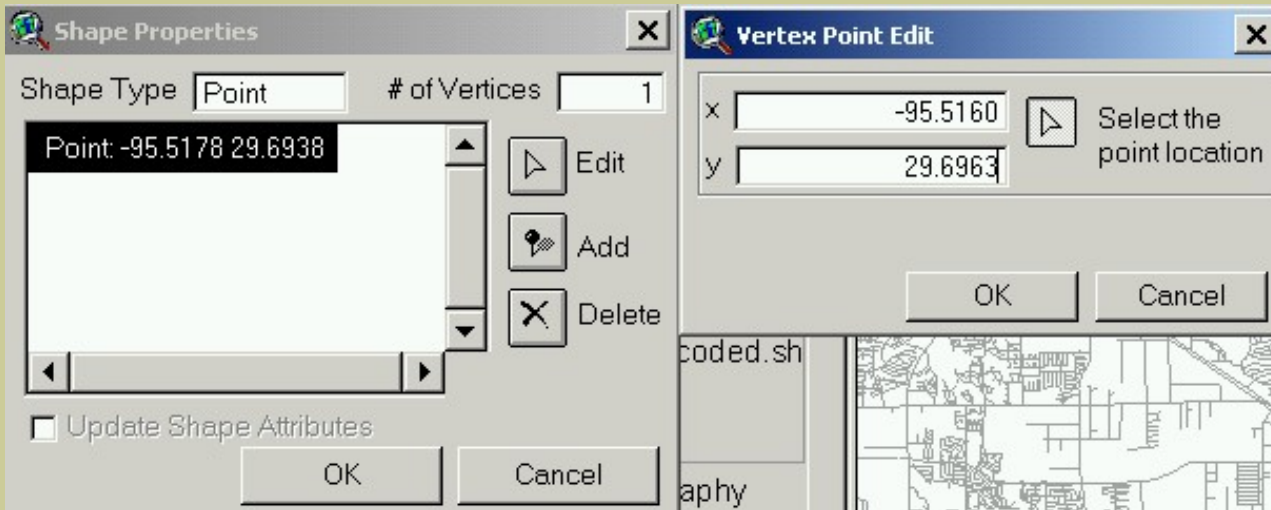 Shape Properties
Shape Type Point # of Vertices 1
Point: -95.5178 29.6938
Edit
Add
Delete
Update Shape Attributes
OK Cancel
Vertex Point Edit
x -95.5160
y 29.6963
Select the
point location
OK Cancel
coded.sh
aphy